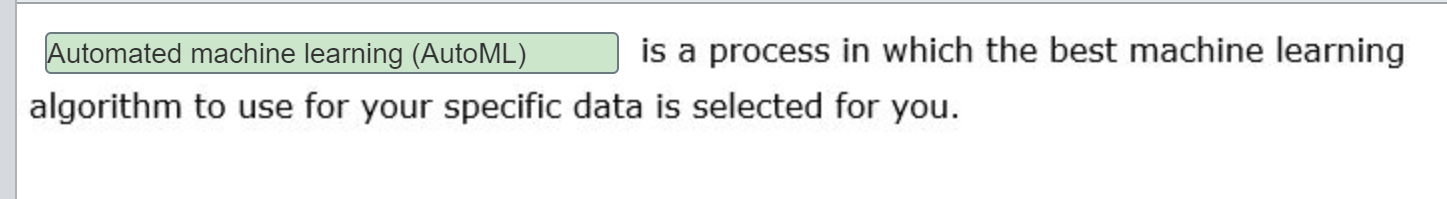 Automated machine learning (AutoML) is a process in which the best machine learning
algorithm to use for your specific data is selected for you.